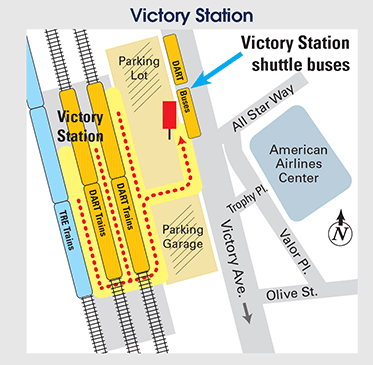 Victory Station
Parking
Lot
DART
Buses
Victory Station
shuttle buses
Victory
Station
All Star Way
American
Airlines
Center
TRE Trains
DART Trains
DART Trains
Trophy Pl.
Parking
Garage
Victory Ave.
Valor Pl.
N
Olive St.